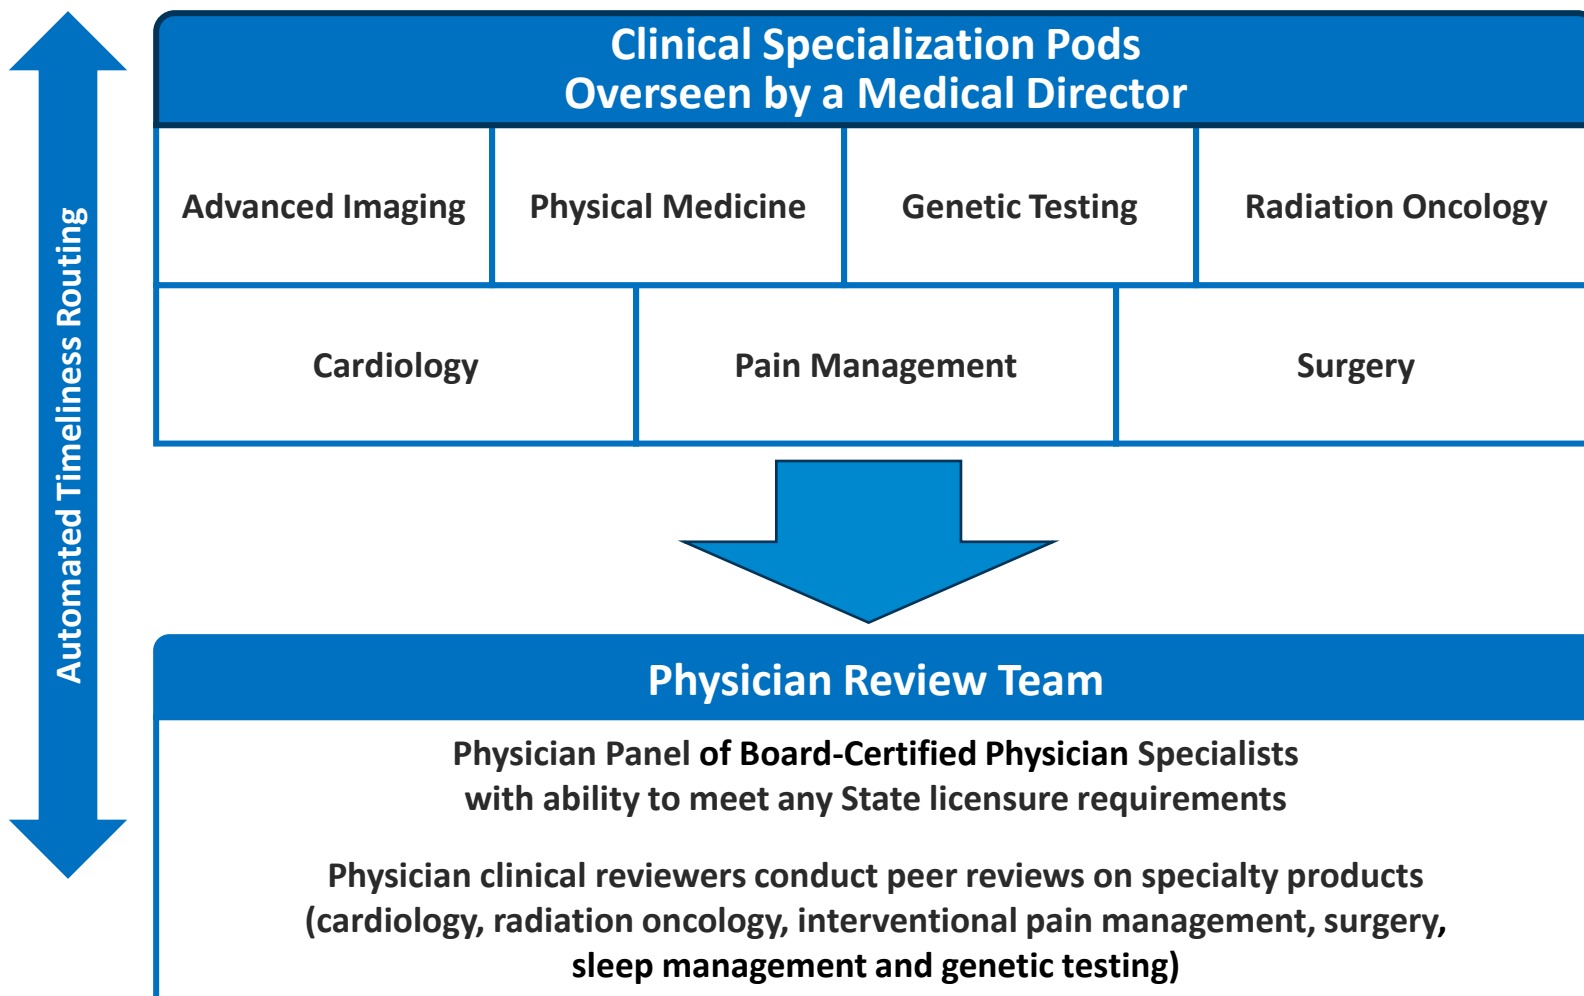 Automated Timeliness Routing
Clinical Specialization Pods
Overseen by a Medical Director
Advanced Imaging
Physical Medicine
Genetic Testing
Radiation Oncology
Cardiology
Pain Management
Surgery
Physician Review Team
Physician Panel of Board-Certified Physician Specialists
with ability to meet any State licensure requirements
Physician clinical reviewers conduct peer reviews on specialty products
(cardiology, radiation oncology, interventional pain management, surgery,
sleep management and genetic testing)